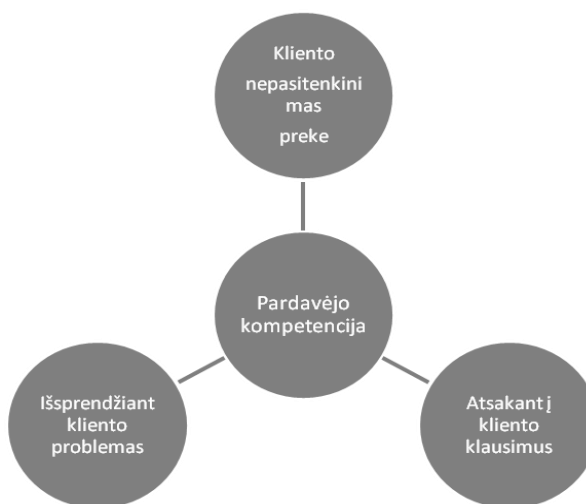 Kliento
nepasitenkini
mas
preke
Pardavėjo
kompetencija
Išsprendžiant
kliento
problemas
Atsakant į
kliento
klausimus